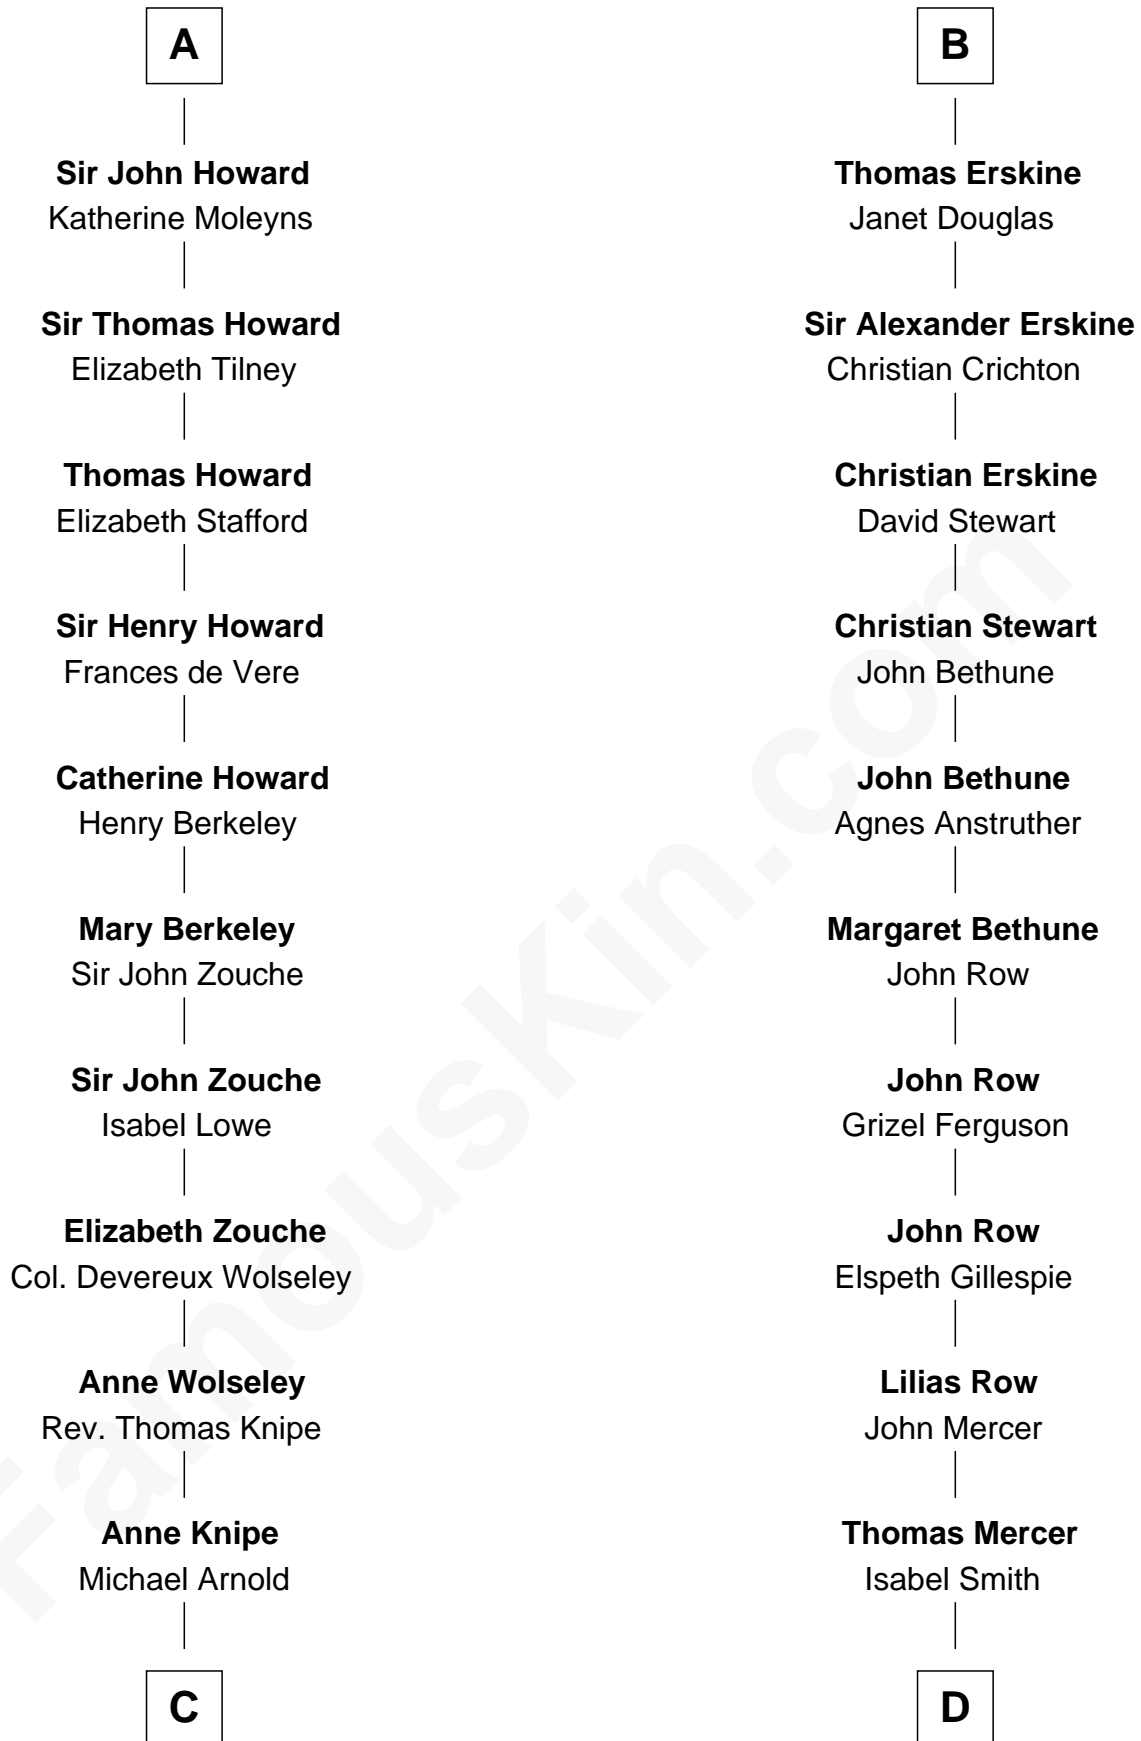 A
Sir John Howard
Katherine Moleyns
Sir Thomas Howard
Elizabeth Tilney
Thomas Howard
Elizabeth Stafford
Sir Henry Howard
Frances de Vere
Catherine Howard
Henry Berkeley
Mary Berkeley
Sir John Zouche
Sir John Zouche
Isabel Lowe
Elizabeth Zouche
Col. Devereux Wolseley
Anne Wolseley
Rev. Thomas Knipe
Anne Knipe
Michael Arnold
C
B
Thomas Erskine
Janet Douglas
Sir Alexander Erskine
Christian Crichton
Christian Erskine
David Stewart
Christian Stewart
John Bethune
John Bethune
Agnes Anstruther
Margaret Bethune
John Row
John Row
Grizel Ferguson
John Row
Elspeth Gillespie
Lilias Row
John Mercer
Thomas Mercer
Isabel Smith
D
FamousKin.com